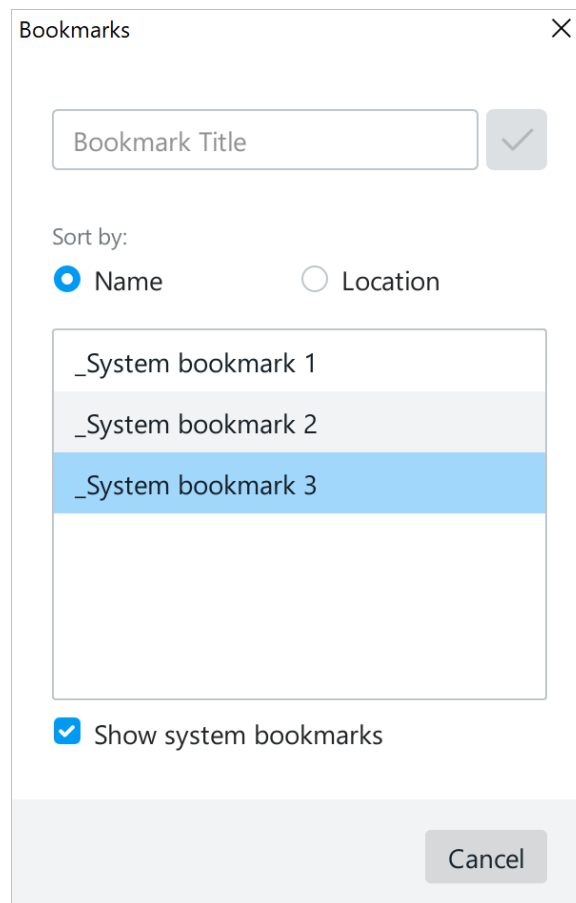 Bookmarks
Bookmark Title
Sort by:
Name Location
_System bookmark 1
_System bookmark 2
_System bookmark 3
Show system bookmarks
Cancel